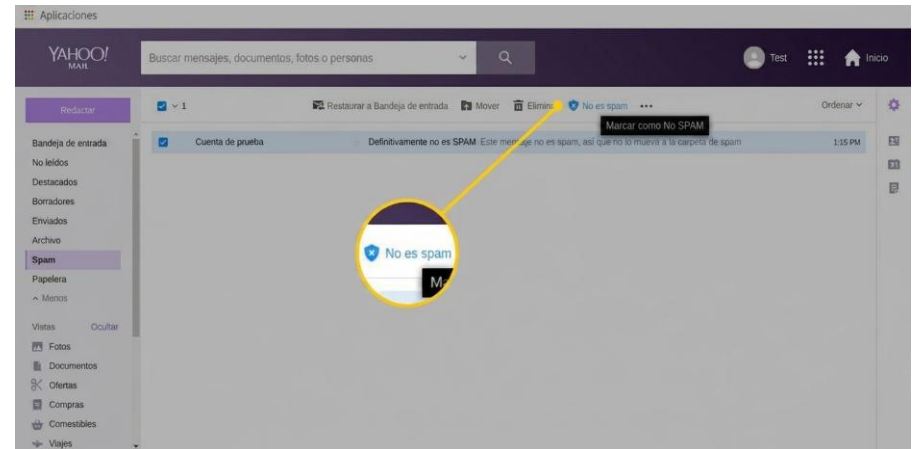 Aplicaciones
YAHOO!
MAIL
Buscar mensajes, documentos, fotos o personas
Test
Inicio
Redactar
1
Restaurar a Bandeja de entrada
Mover
No es spam
•••
Ordenar
Marcar como No SPAM
Cuenta de prueba
Definitivamente no es SPAM Este mensaje no es spam, así que no lo mueva a la carpeta de spam
1:15 PM
Bandeja de entrada
No leídos
Destacados
Borradores
Enviados
Archivo
Spam
Papelera
Menos
Vistas Ocultar
Fotos
Documentos
Ofertas
Compras
Comestibles
Viajes
No es spam
Ma